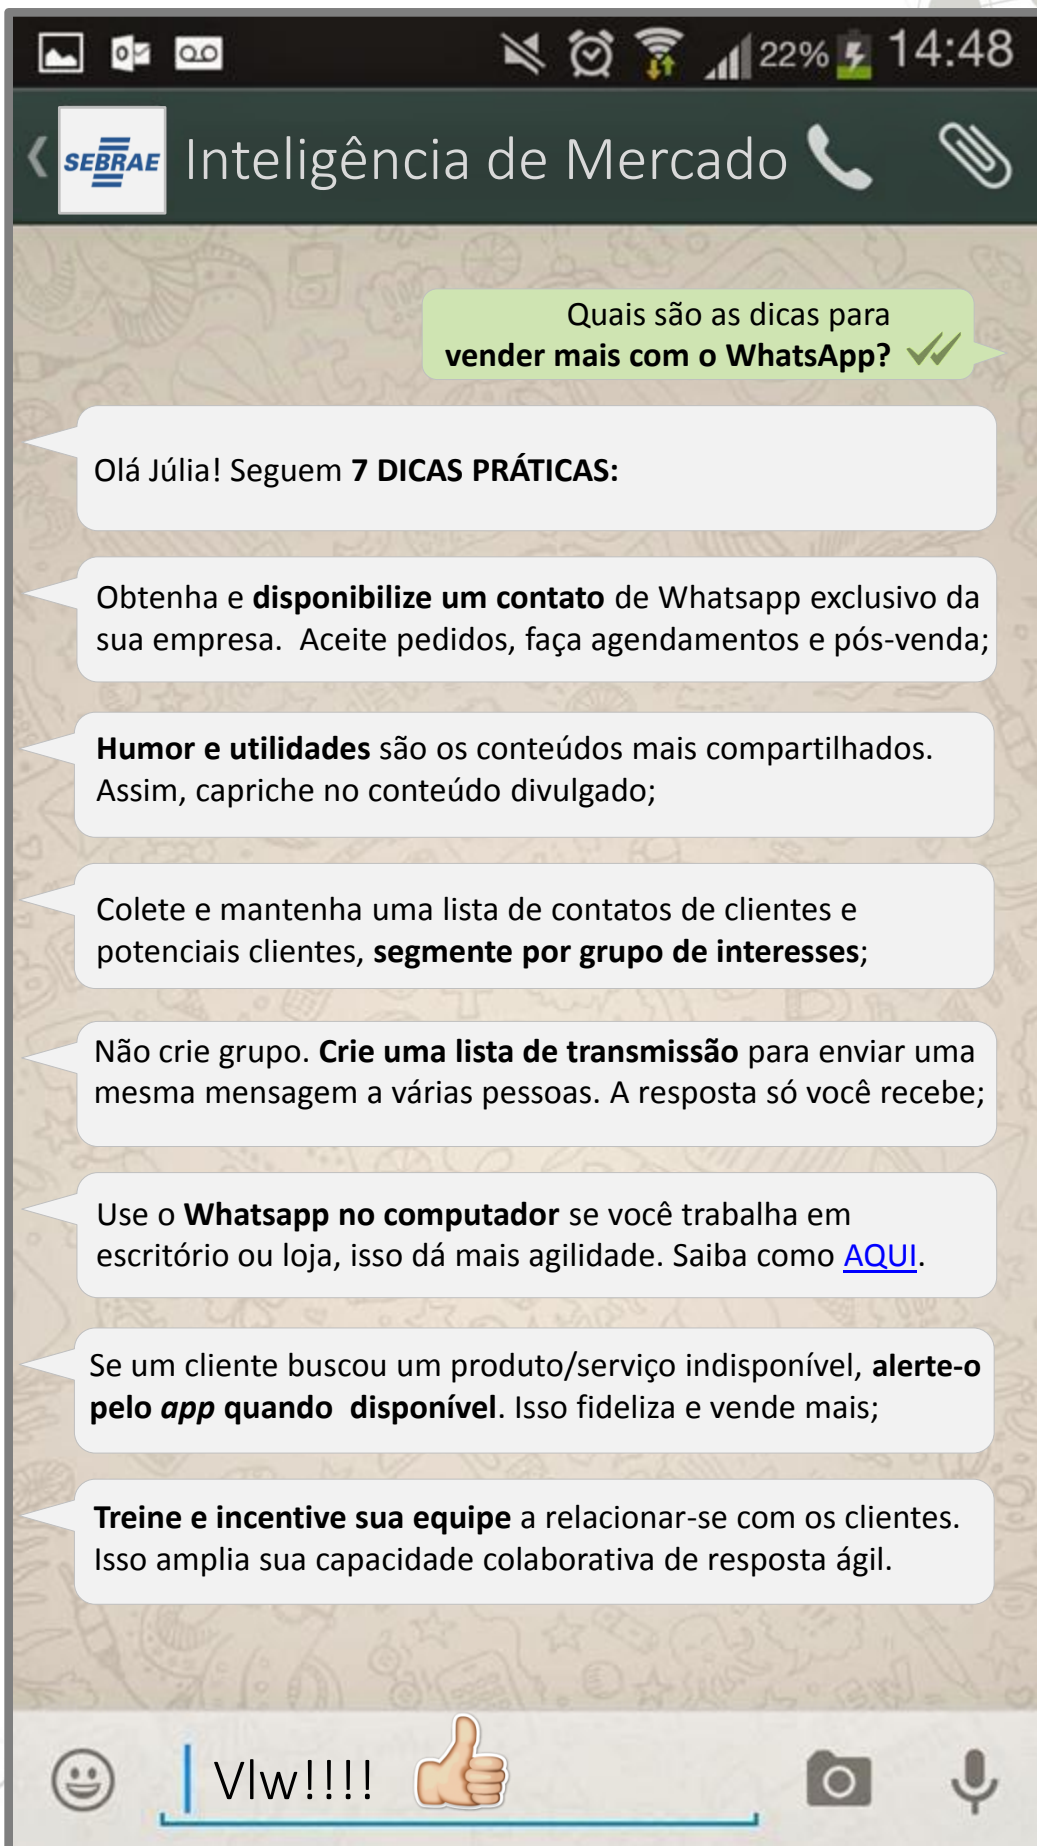 22% 14:48
SEBRAE Inteligência de Mercado
Quais são as dicas para
vender mais com o WhatsApp?
Olá Júlia! Seguem 7 DICAS PRÁTICAS:
Obtenha e disponibilize um contato de Whatsapp exclusivo da
sua empresa.  Aceite pedidos, faça agendamentos e pós-venda;
Humor e utilidades são os conteúdos mais compartilhados.
Assim, capriche no conteúdo divulgado;
Colete e mantenha uma lista de contatos de clientes e
potenciais clientes, segmente por grupo de interesses;
Não crie grupo. Crie uma lista de transmissão para enviar uma
mesma mensagem a várias pessoas. A resposta só você recebe;
Use o Whatsapp no computador se você trabalha em
escritório ou loja, isso dá mais agilidade. Saiba como AQUI.
Se um cliente buscou um produto/serviço indisponível, alerte-o
pelo app quando  disponível. Isso fideliza e vende mais;
Treine e incentive sua equipe a relacionar-se com os clientes.
Isso amplia sua capacidade colaborativa de resposta ágil.
Vlw!!!!